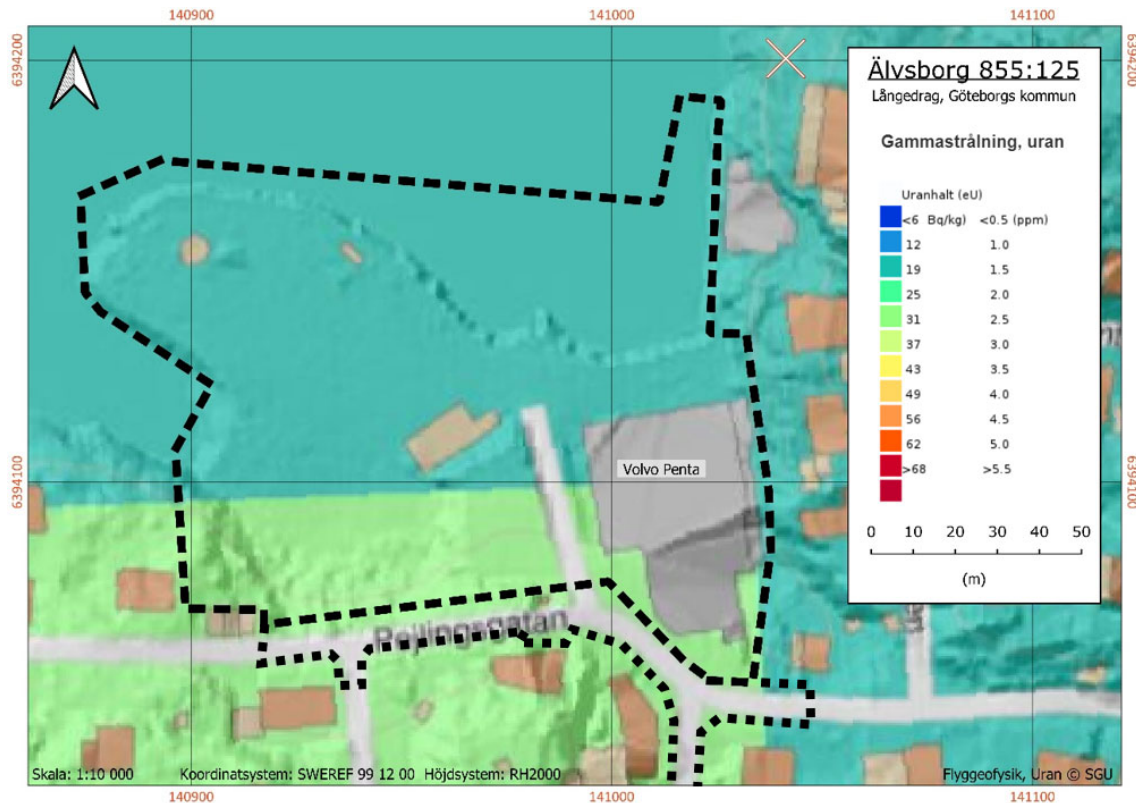 140900
141000
141100
6394200
6394200
Älvsborg 855:125
Långedrag, Göteborgs kommun
Gammastrålning, uran
Uranhalt (eU)
<6 Bq/kg) <0.5 (ppm)
12 1.0
19 1.5
25 2.0
31 2.5
37 3.0
43 3.5
49 4.0
56 4.5
62 5.0
>68 >5.5
0 10 20 30 40 50
(m)
Volvo Penta
6394100
6394100
Skala: 1:10 000 Koordinatsystem: SWEREF 99 12 00 Höjdsystem: RH2000
Flyggeofysik, Uran © SGU
140900
141000
141100